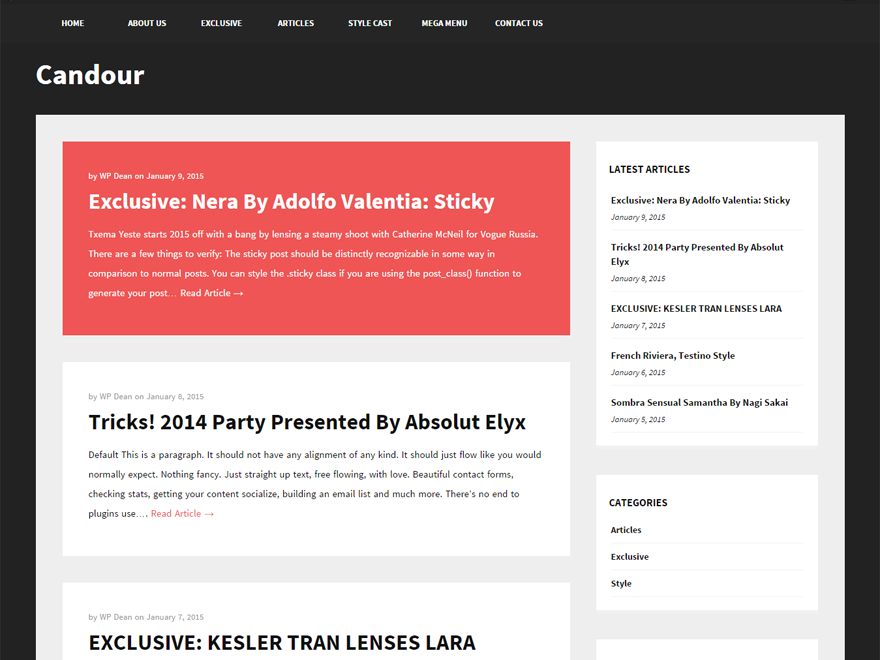 HOME ABOUT US EXCLUSIVE ARTICLES STYLE CAST MEGA MENU CONTACT US
Candour
by WP Dean on January 9, 2015
Exclusive: Nera By Adolfo Valentia: Sticky
Txema Yeste starts 2015 off with a bang by lensing a steamy shoot with Catherine McNeil for Vogue Russia.
There are a few things to verify: The sticky post should be distinctly recognizable in some way in
comparison to normal posts. You can style the .sticky class if you are using the post_class() function to
generate your post… Read Article →
by WP Dean on January 8, 2015
Tricks! 2014 Party Presented By Absolut Elyx
Default This is a paragraph. It should not have any alignment of any kind. It should just flow like you would
normally expect. Nothing fancy. Just straight up text, free flowing, with love. Beautiful contact forms,
checking stats, getting your content socialize, building an email list and much more. There's no end to
plugins use…. Read Article →
by WP Dean on January 7, 2015
EXCLUSIVE: KESLER TRAN LENSES LARA
LATEST ARTICLES
Exclusive: Nera By Adolfo Valentia: Sticky
January 9, 2015
Tricks! 2014 Party Presented By Absolut
Elyx
January 8, 2015
EXCLUSIVE: KESLER TRAN LENSES LARA
January 7, 2015
French Riviera, Testino Style
January 6, 2015
Sombra Sensual Samantha By Nagi Sakai
January 5, 2015
CATEGORIES
Articles
Exclusive
Style